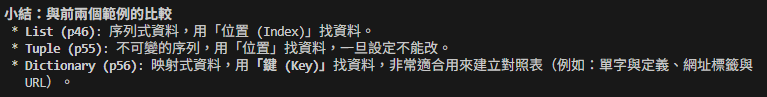 小結：與前兩個範例的比較
* List (p46): 序列式資料，用「位置 (Index)」找資料。
* Tuple (p55): 不可變的序列，用「位置」找資料，一旦設定不能改。
* Dictionary (p56): 映射式資料，用「鍵 (Key)」找資料，非常適合用來建立對照表（例如：單字與定義、網址標籤與
URL）。